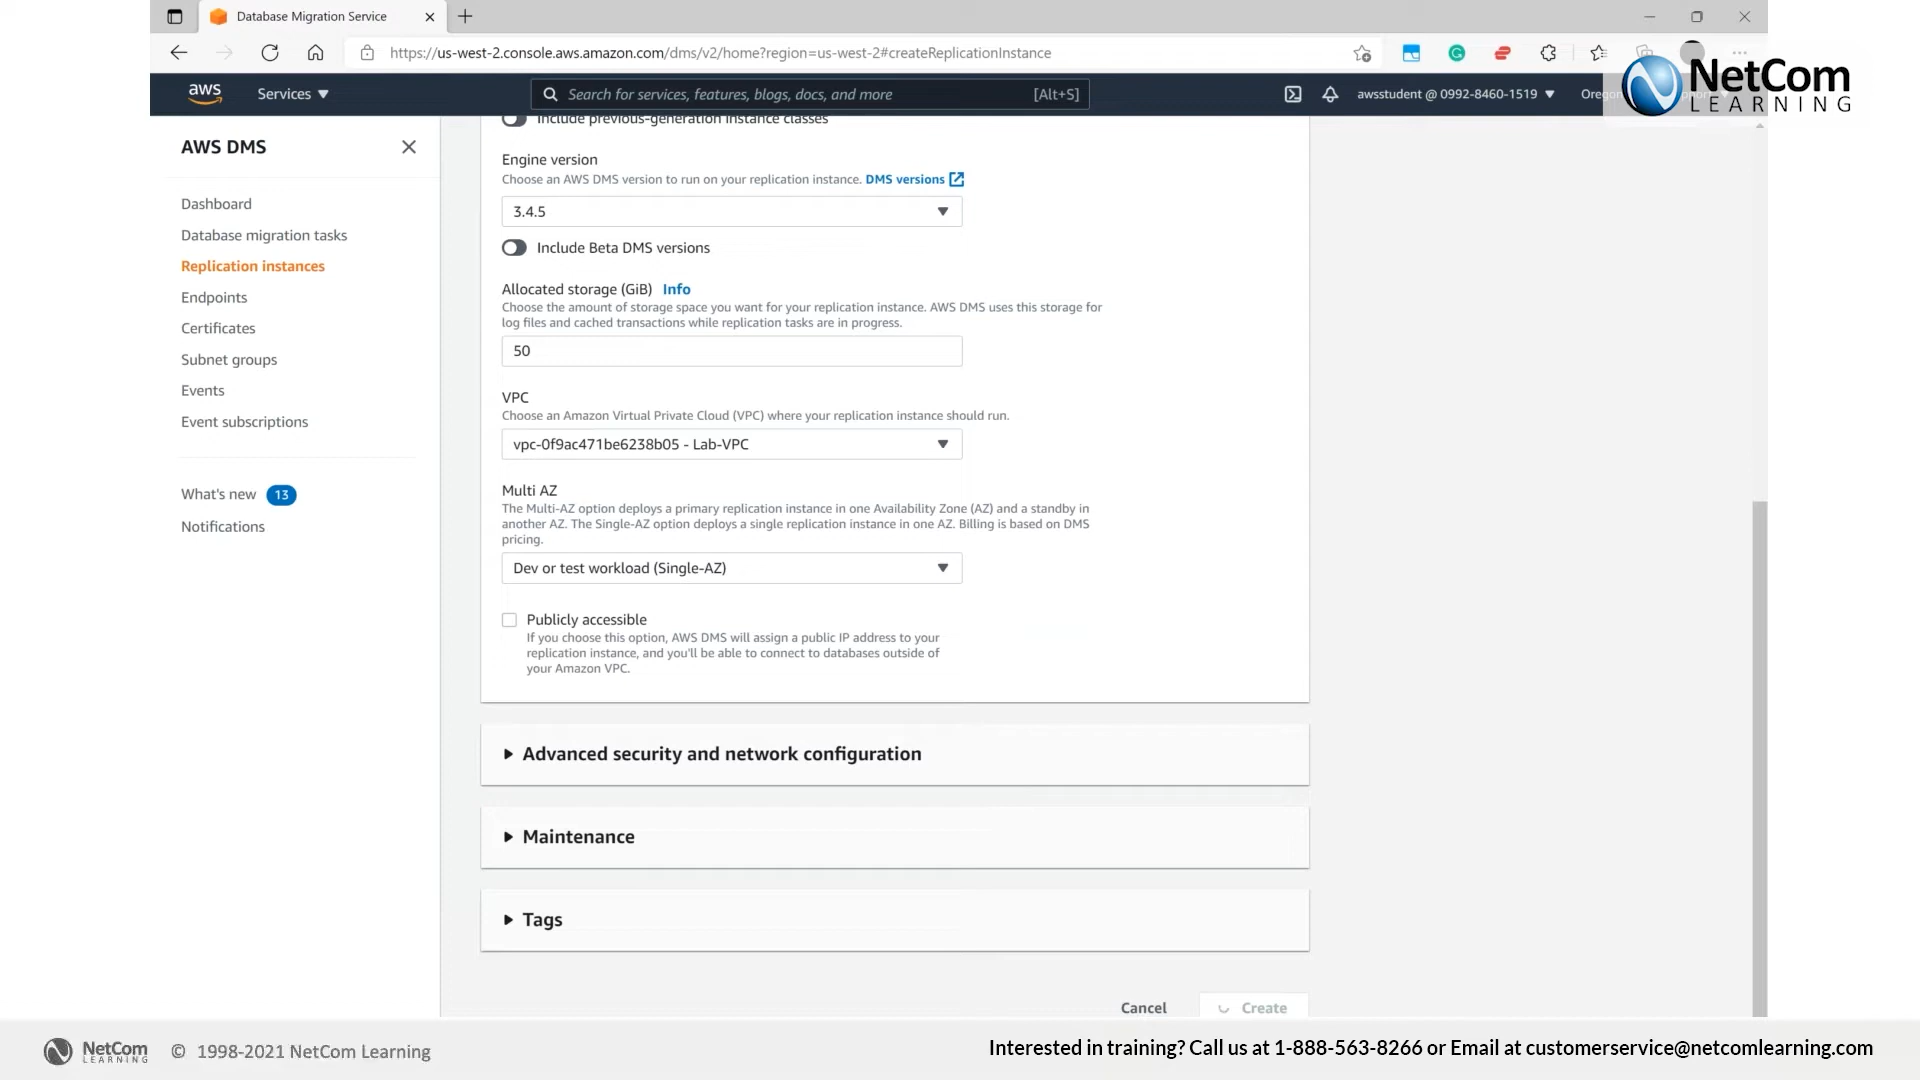 Database Migration Service
https://us-west-2.console.aws.amazon.com/dms/v2/home?region=us-west-2#createReplicationInstance
aws
Services
Search for services, features, blogs, docs, and more
[Alt+S]
awsstudent @ 0992-8460-1519
NetCom
LEARNING
AWS DMS
Dashboard
Database migration tasks
Replication instances
Endpoints
Certificates
Subnet groups
Events
Event subscriptions
What's new 13
Notifications
Include previous-generation instance classes
Engine version
Choose an AWS DMS version to run on your replication instance. DMS versions
3.4.5
Include Beta DMS versions
Allocated storage (GiB) Info
Choose the amount of storage space you want for your replication instance. AWS DMS uses this storage for
log files and cached transactions while replication tasks are in progress.
50
VPC
Choose an Amazon Virtual Private Cloud (VPC) where your replication instance should run.
vpc-0f9ac471be6238b05 - Lab-VPC
Multi AZ
The Multi-AZ option deploys a primary replication instance in one Availability Zone (AZ) and a standby in
another AZ. The Single-AZ option deploys a single replication instance in one AZ. Billing is based on DMS
pricing.
Dev or test workload (Single-AZ)
Publicly accessible
If you choose this option, AWS DMS will assign a public IP address to your
replication instance, and you'll be able to connect to databases outside of
your Amazon VPC.
Advanced security and network configuration
Maintenance
Tags
Cancel
Create
NetCom
LEARNING
© 1998-2021 NetCom Learning
Interested in training? Call us at 1-888-563-8266 or Email at customerservice@netcomlearning.com